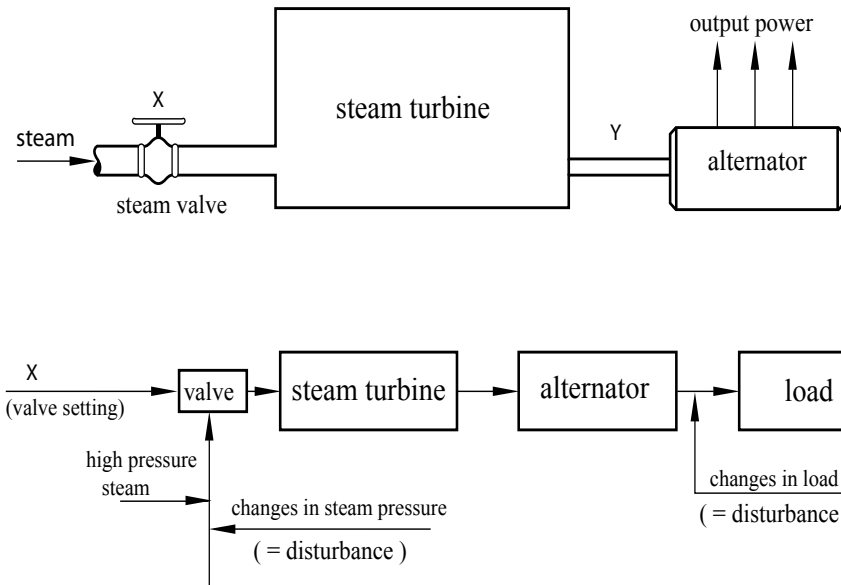 output power
X
steam turbine
steam
Y
alternator
steam valve
X
(valve setting)
valve
steam turbine
alternator
load
high pressure
steam
changes in steam pressure
( = disturbance )
changes in load
( = disturbance